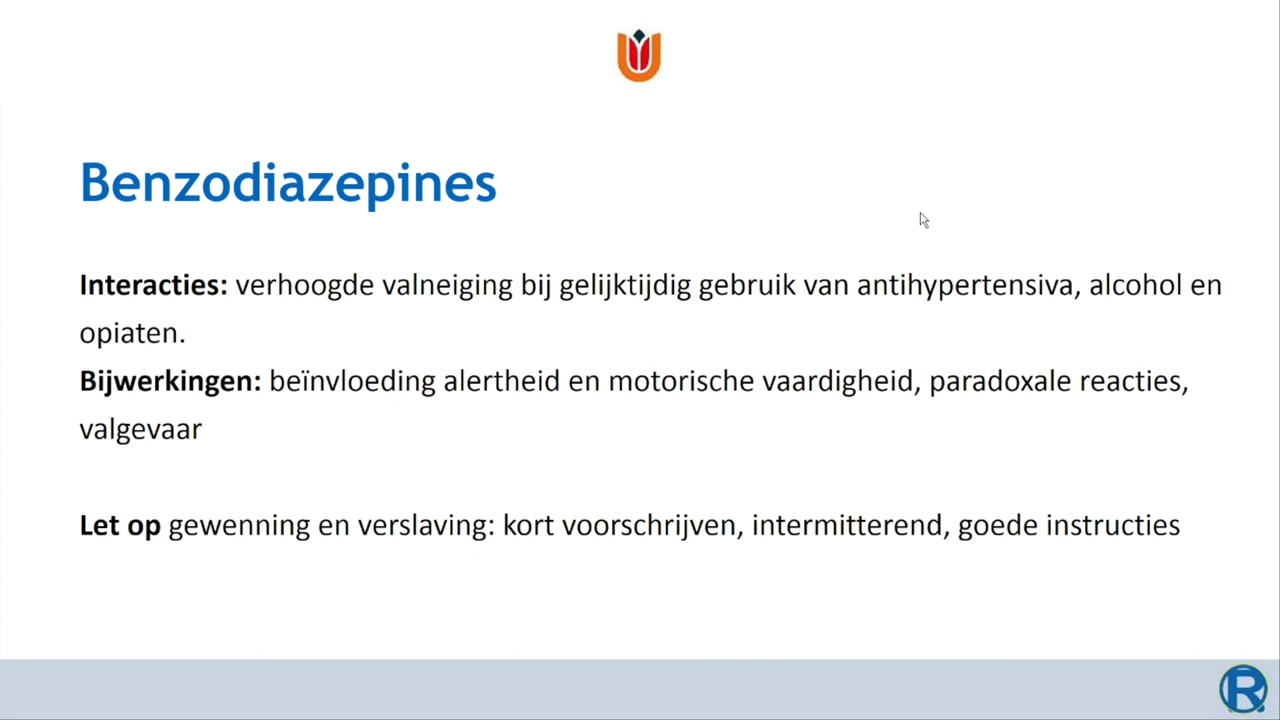 Benzodiazepines
Interacties: verhoogde valneiging bij gelijktijdig gebruik van antihypertensiva, alcohol en
opiaten.
Bijwerkingen: beïnvloeding alertheid en motorische vaardigheid, paradoxale reacties,
valgevaar
Let op gewenning en verslaving: kort voorschrijven, intermitterend, goede instructies
R